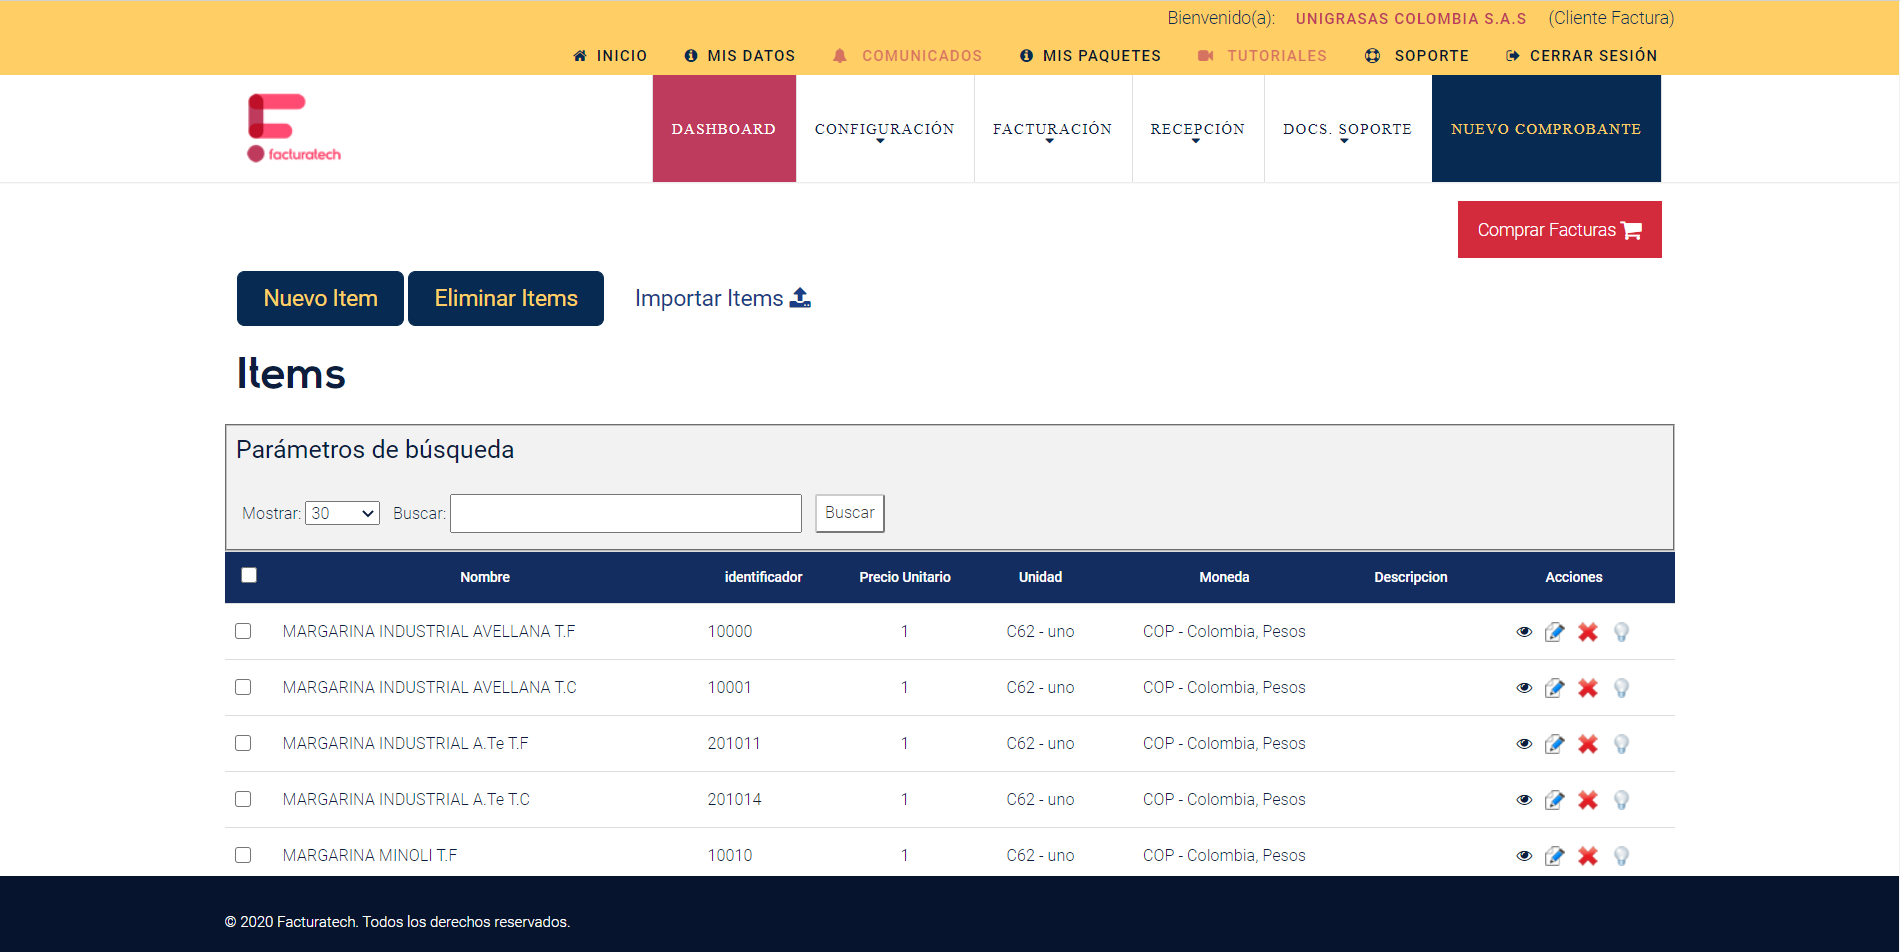 Bienvenido(a): UNIGRASAS COLOMBIA S.A.S (Cliente Factura)
INICIO MIS DATOS COMUNICADOS MIS PAQUETES TUTORIALES SOPORTE CERRAR SESIÓN
facturatech
DASHBOARD CONFIGURACIÓN FACTURACIÓN RECEPCIÓN DOCS. SOPORTE NUEVO COMPROBANTE
Comprar Facturas
Nuevo Item Eliminar Items Importar Items
Items
Parámetros de búsqueda
Mostrar: 30 Buscar: Buscar
Nombre identificador Precio Unitario Unidad Moneda Descripcion Acciones
MARGARINA INDUSTRIAL AVELLANA T.F 10000 1 C62 - uno COP - Colombia, Pesos
MARGARINA INDUSTRIAL AVELLANA T.C 10001 1 C62 - uno COP - Colombia, Pesos
MARGARINA INDUSTRIAL A.Te T.F 201011 1 C62 - uno COP - Colombia, Pesos
MARGARINA INDUSTRIAL A.Te T.C 201014 1 C62 - uno COP - Colombia, Pesos
MARGARINA MINOLI T.F 10010 1 C62 - uno COP - Colombia, Pesos
© 2020 Facturatech. Todos los derechos reservados.